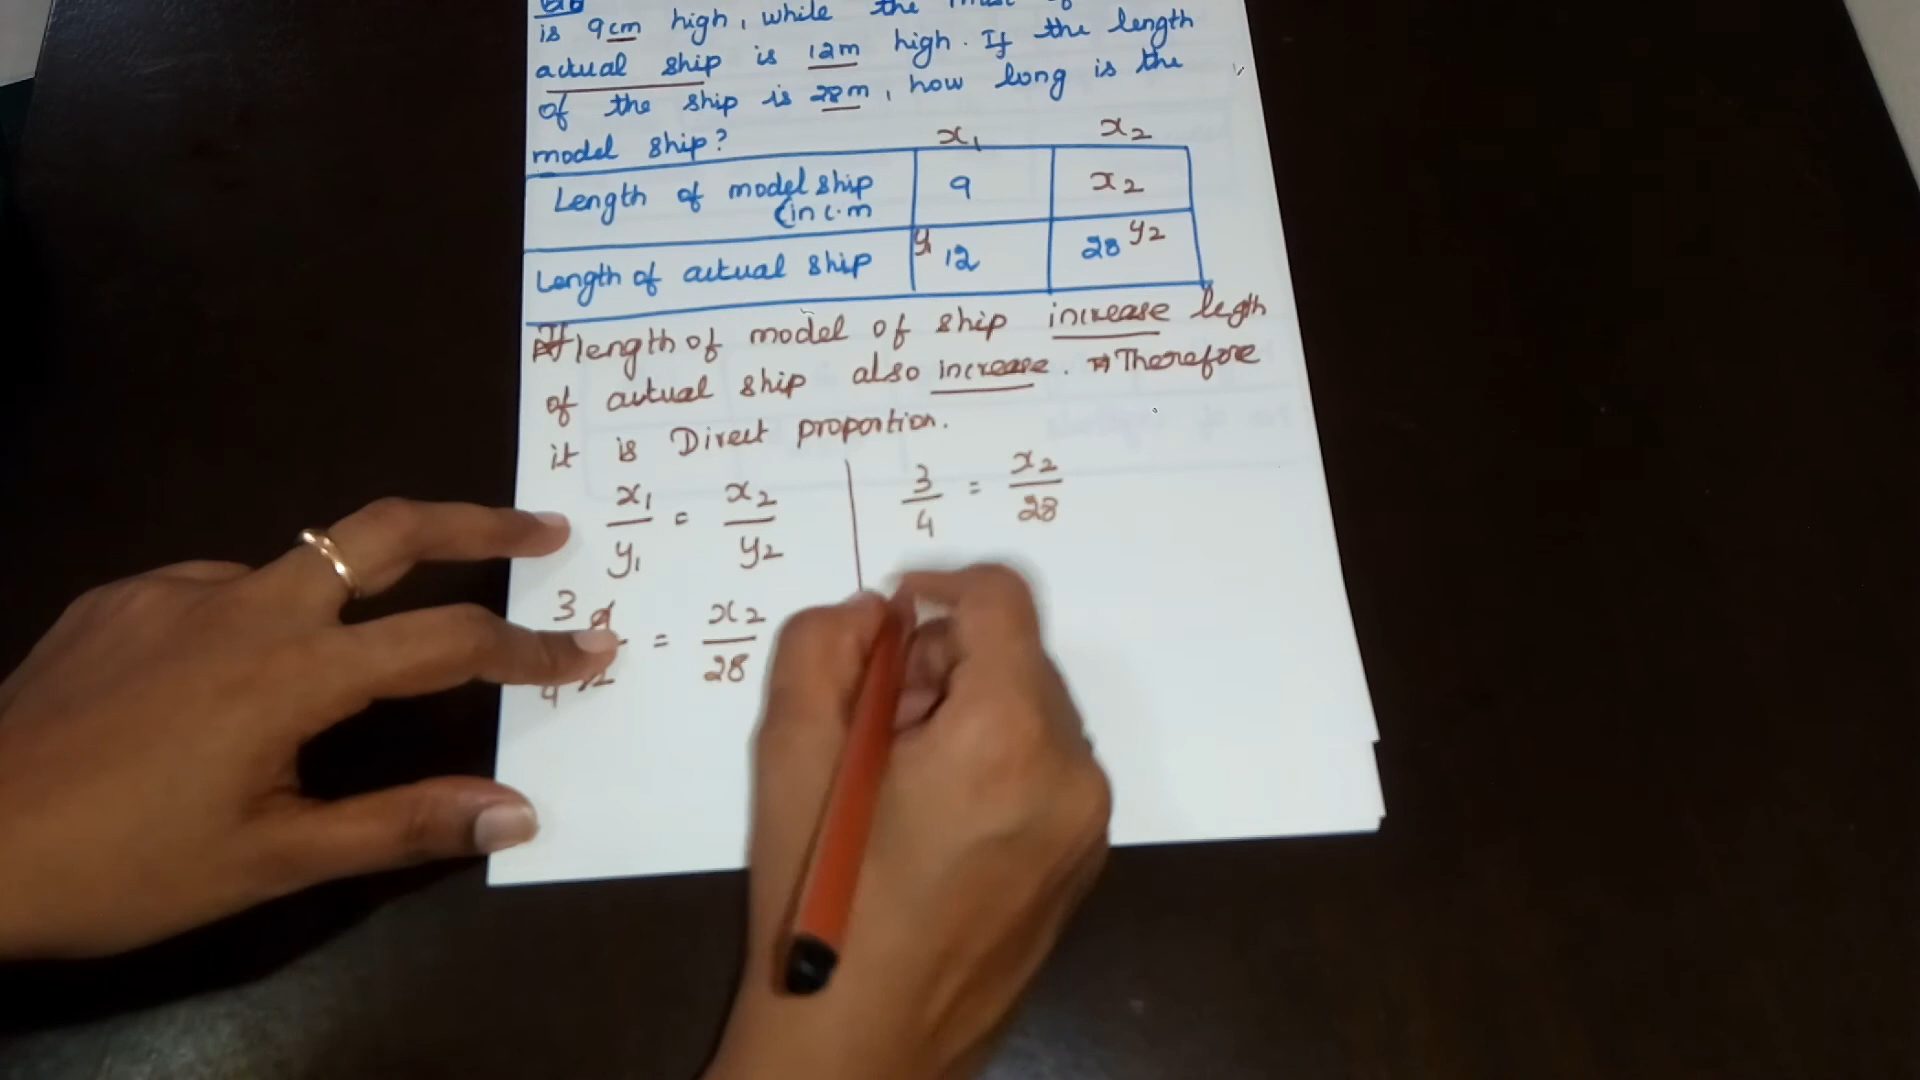 is 9cm high, while the
actual ship is 12m high. If the length
of the ship is 28m, how long is the
model ship?
x1 x2
Length of model ship 9 x2
(in c.m
Length of actual ship y1 12 28 y2
If length of model of ship increase legth
of actual ship also increase. Therefore
it is Direct proportion.
x1/y1 = x2/y2
3/4 = x2/28
3 9
= x2/28
4